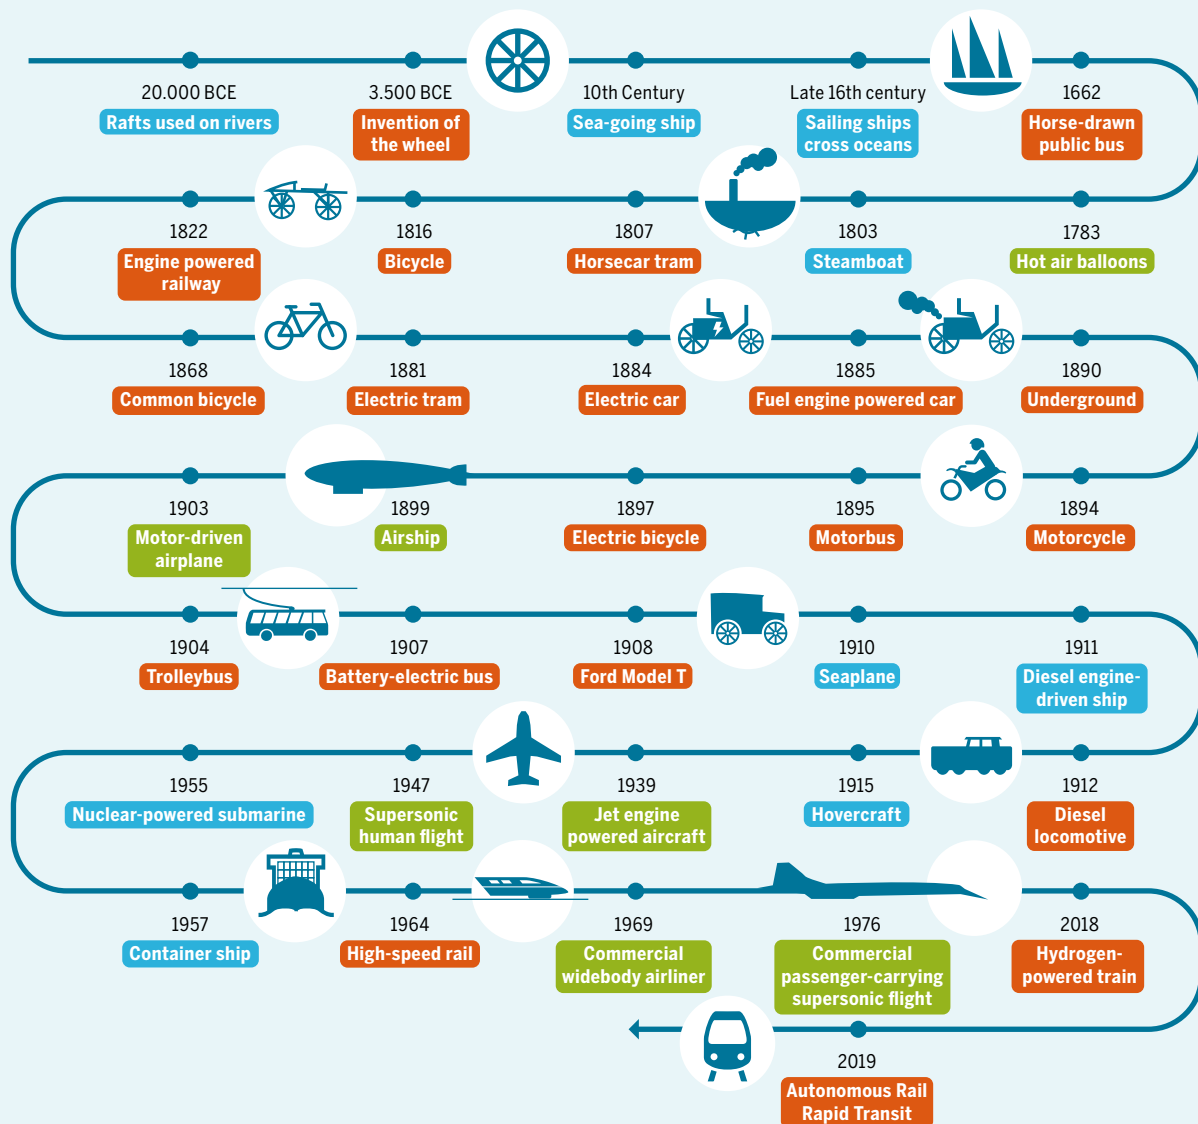 20.000 BCE
Rafts used on rivers
3.500 BCE
Invention of
the wheel
10th Century
Sea-going ship
Late 16th century
Sailing ships
cross oceans
1662
Horse-drawn
public bus
1822
Engine powered
railway
1816
Bicycle
1807
Horsecar tram
1803
Steamboat
1783
Hot air balloons
1868
Common bicycle
1881
Electric tram
1884
Electric car
1885
Fuel engine powered car
1890
Underground
1903
Motor-driven
airplane
1899
Airship
1897
Electric bicycle
1895
Motorbus
1894
Motorcycle
1904
Trolleybus
1907
Battery-electric bus
1908
Ford Model T
1910
Seaplane
1911
Diesel engine-
driven ship
1955
Nuclear-powered submarine
1947
Supersonic
human flight
1939
Jet engine
powered aircraft
1915
Hovercraft
1912
Diesel
locomotive
1957
Container ship
1964
High-speed rail
1969
Commercial
widebody airliner
1976
Commercial
passenger-carrying
supersonic flight
2018
Hydrogen-
powered train
2019
Autonomous Rail
Rapid Transit